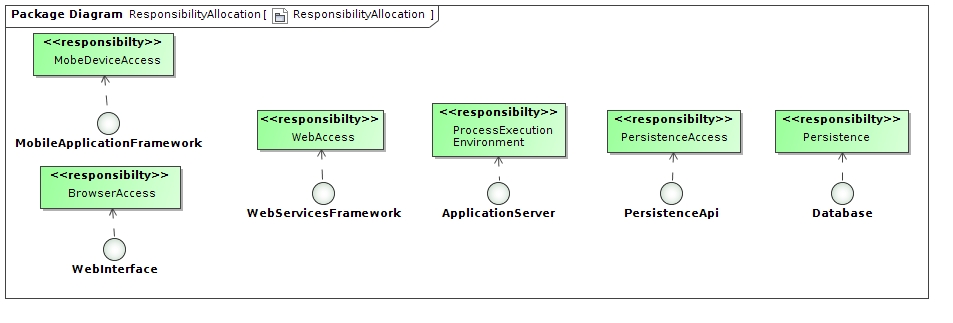 Package Diagram ResponsibilityAllocation [ ResponsibilityAllocation ]
<<responsibilty>>
MobeDeviceAccess
MobileApplicationFramework
<<responsibilty>>
BrowserAccess
WebInterface
<<responsibilty>>
WebAccess
WebServicesFramework
<<responsibilty>>
ProcessExecution
Environment
ApplicationServer
<<responsibilty>>
PersistenceAccess
PersistenceApi
<<responsibilty>>
Persistence
Database